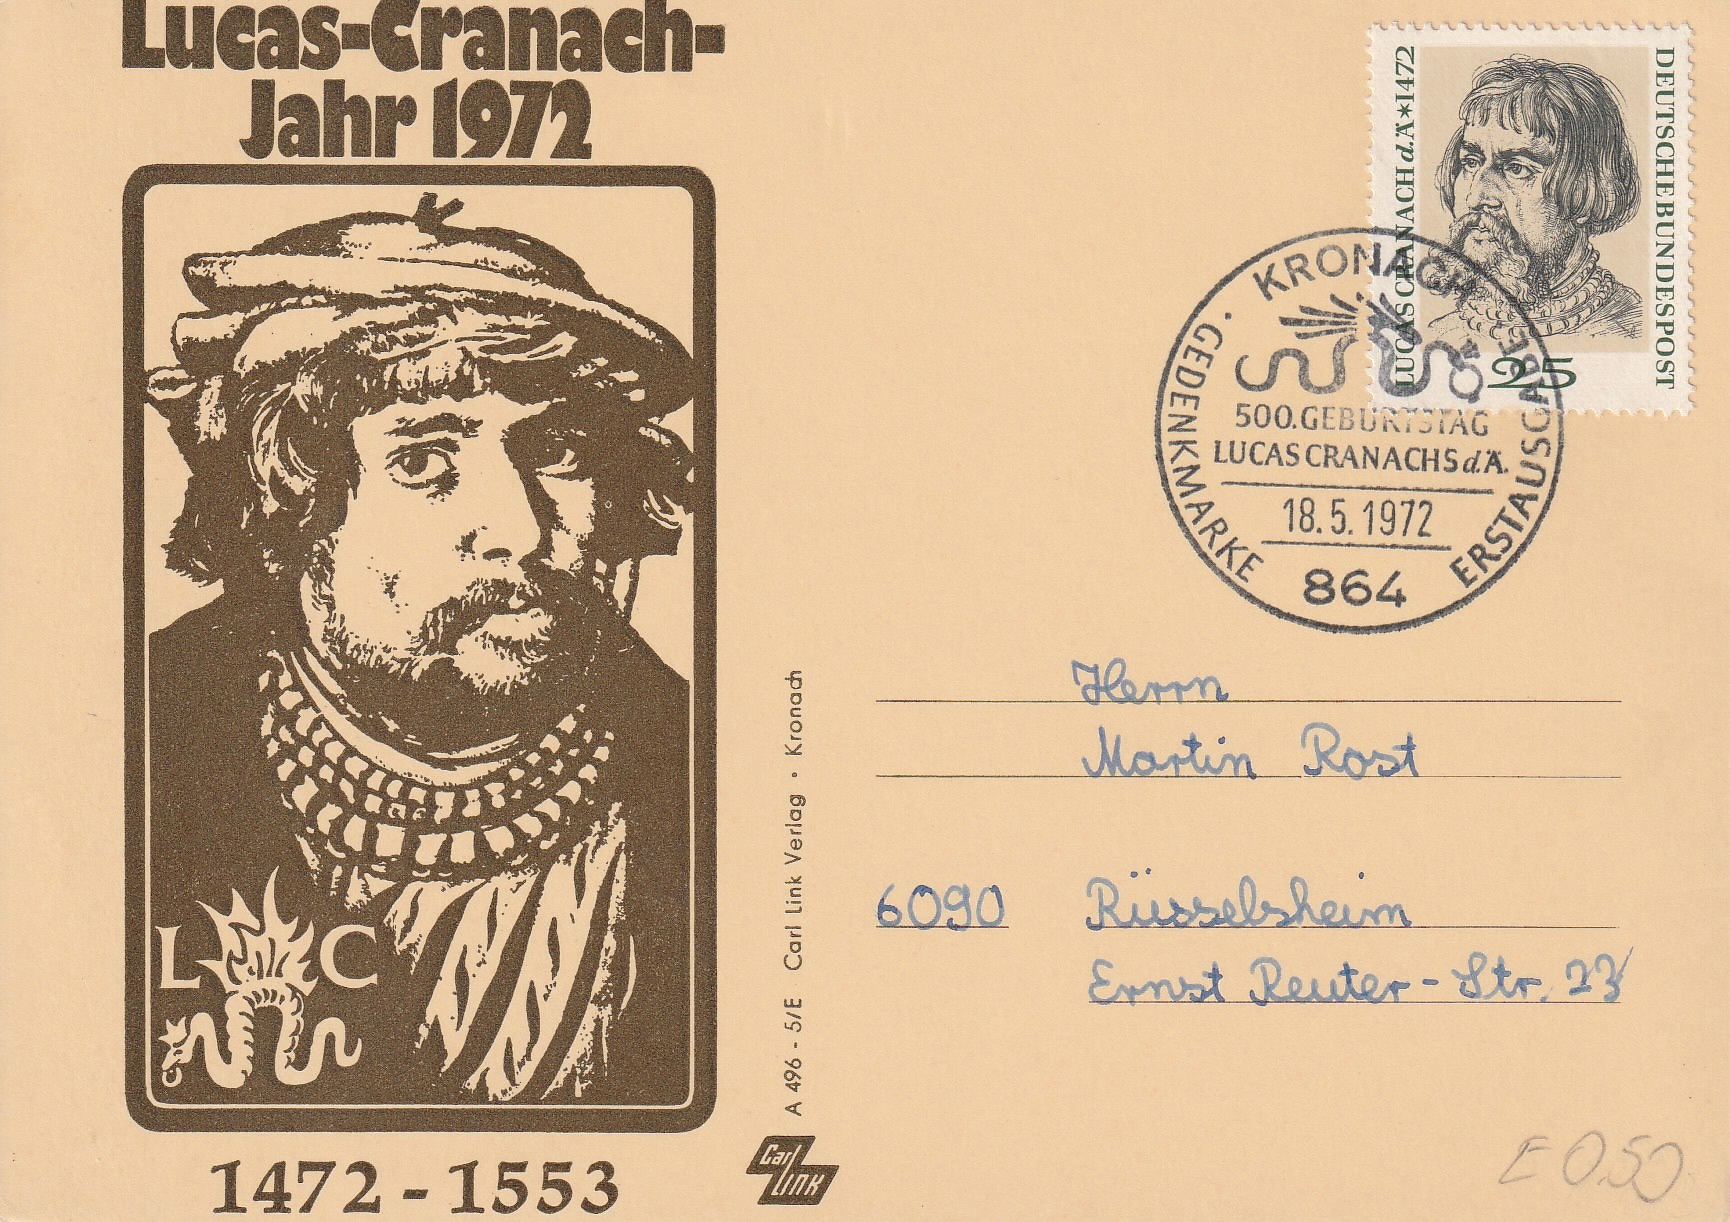 Lucas-Cranach-
Jahr 1972
L C
1472 - 1553
A 496 - 5/E Carl Link Verlag · Kronach
Carl
Link
LUCAS CRANACH d.Ä*1472
DEUTSCHE BUNDESPOST
25
· KRONACH
GEDENKMARKE
ERSTAUSGABE
500. GEBURTSTAG
LUCAS CRANACHS d.Ä.
18.5.1972
864
Herrn
Martin Rost
6090 Rüsselsheim
Ernst Reuter-Str. 23
E 0.50